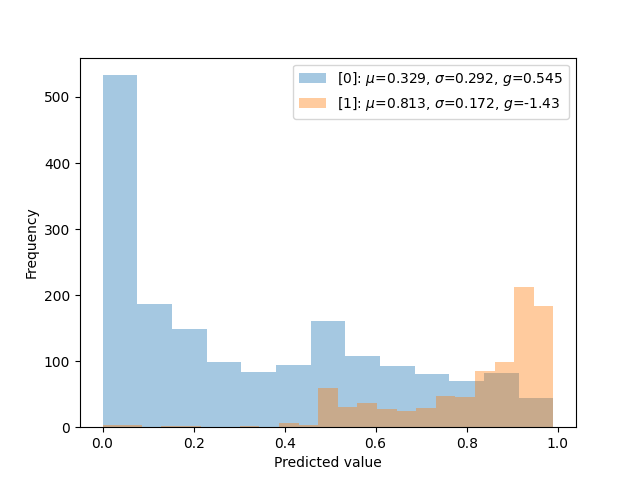 [0]: μ=0.329, σ=0.292, g=0.545
[1]: μ=0.813, σ=0.172, g=-1.43
500
400
300
200
100
0
Frequency
0.0 0.2 0.4 0.6 0.8 1.0
Predicted value